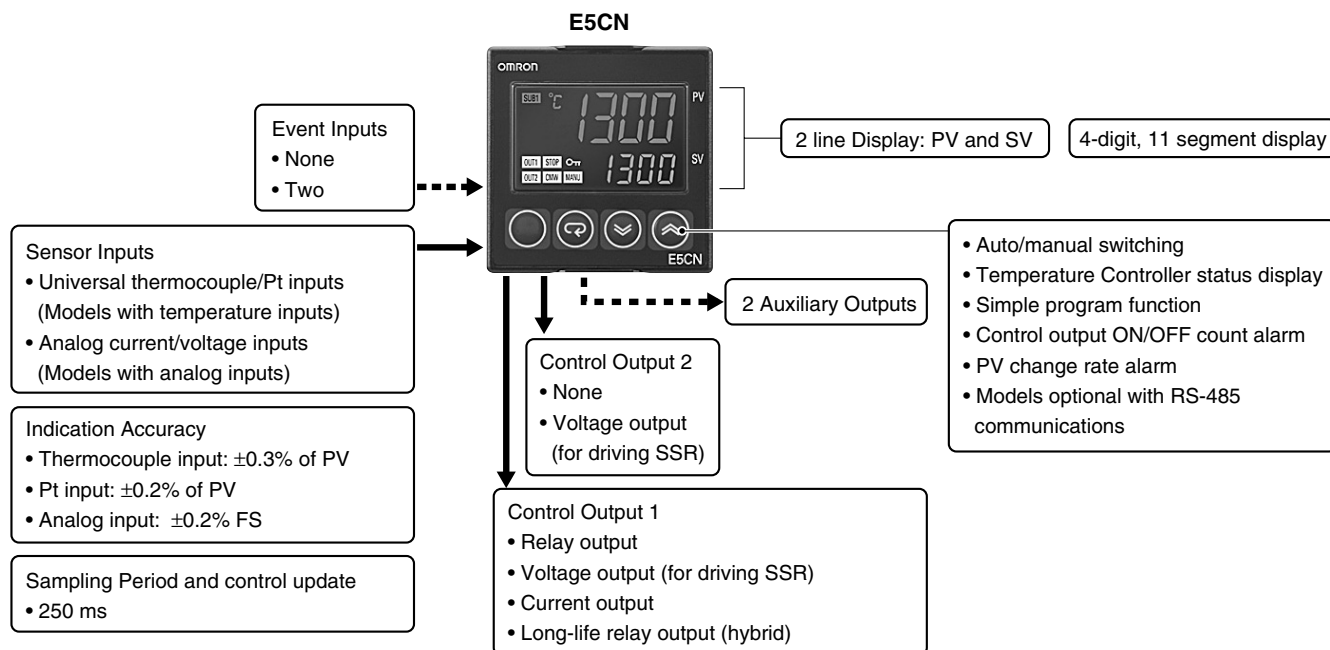 E5CN
OMRON
SUB1 °C 1300 PV
OUT1 STOP 1300 SV
OUT2 CMW MANU
E5CN
Event Inputs
• None
• Two
2 line Display: PV and SV
4-digit, 11 segment display
Sensor Inputs
• Universal thermocouple/Pt inputs
(Models with temperature inputs)
• Analog current/voltage inputs
(Models with analog inputs)
• Auto/manual switching
• Temperature Controller status display
• Simple program function
• Control output ON/OFF count alarm
• PV change rate alarm
• Models optional with RS-485
communications
2 Auxiliary Outputs
Control Output 2
• None
• Voltage output
(for driving SSR)
Indication Accuracy
• Thermocouple input: ±0.3% of PV
• Pt input: ±0.2% of PV
• Analog input: ±0.2% FS
Control Output 1
• Relay output
• Voltage output (for driving SSR)
• Current output
• Long-life relay output (hybrid)
Sampling Period and control update
• 250 ms